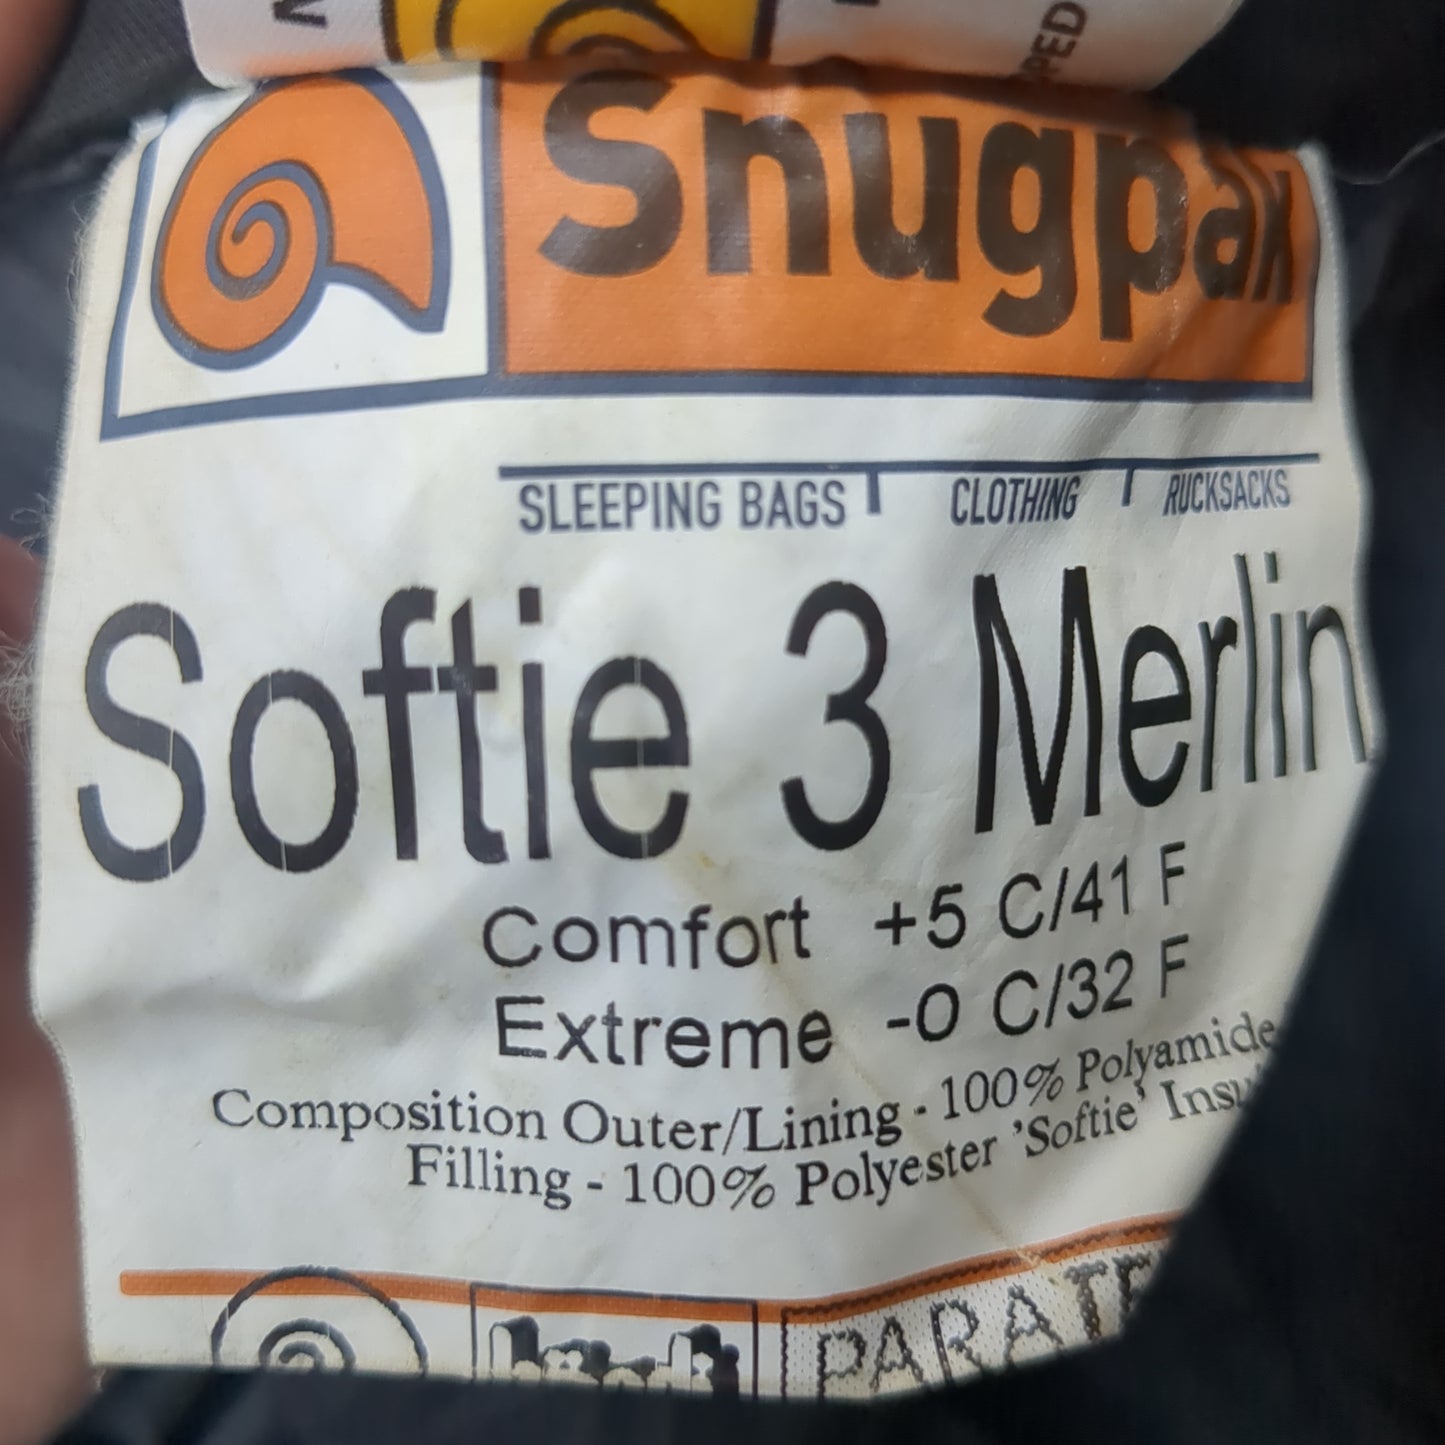 PED
Snugpak
SLEEPING BAGS CLOTHING RUCKSACKS
Softie 3 Merlin
Comfort +5 C/41 F
Extreme -0 C/32 F
Composition Outer/Lining - 100% Polyamide
Filling - 100% Polyester 'Softie'